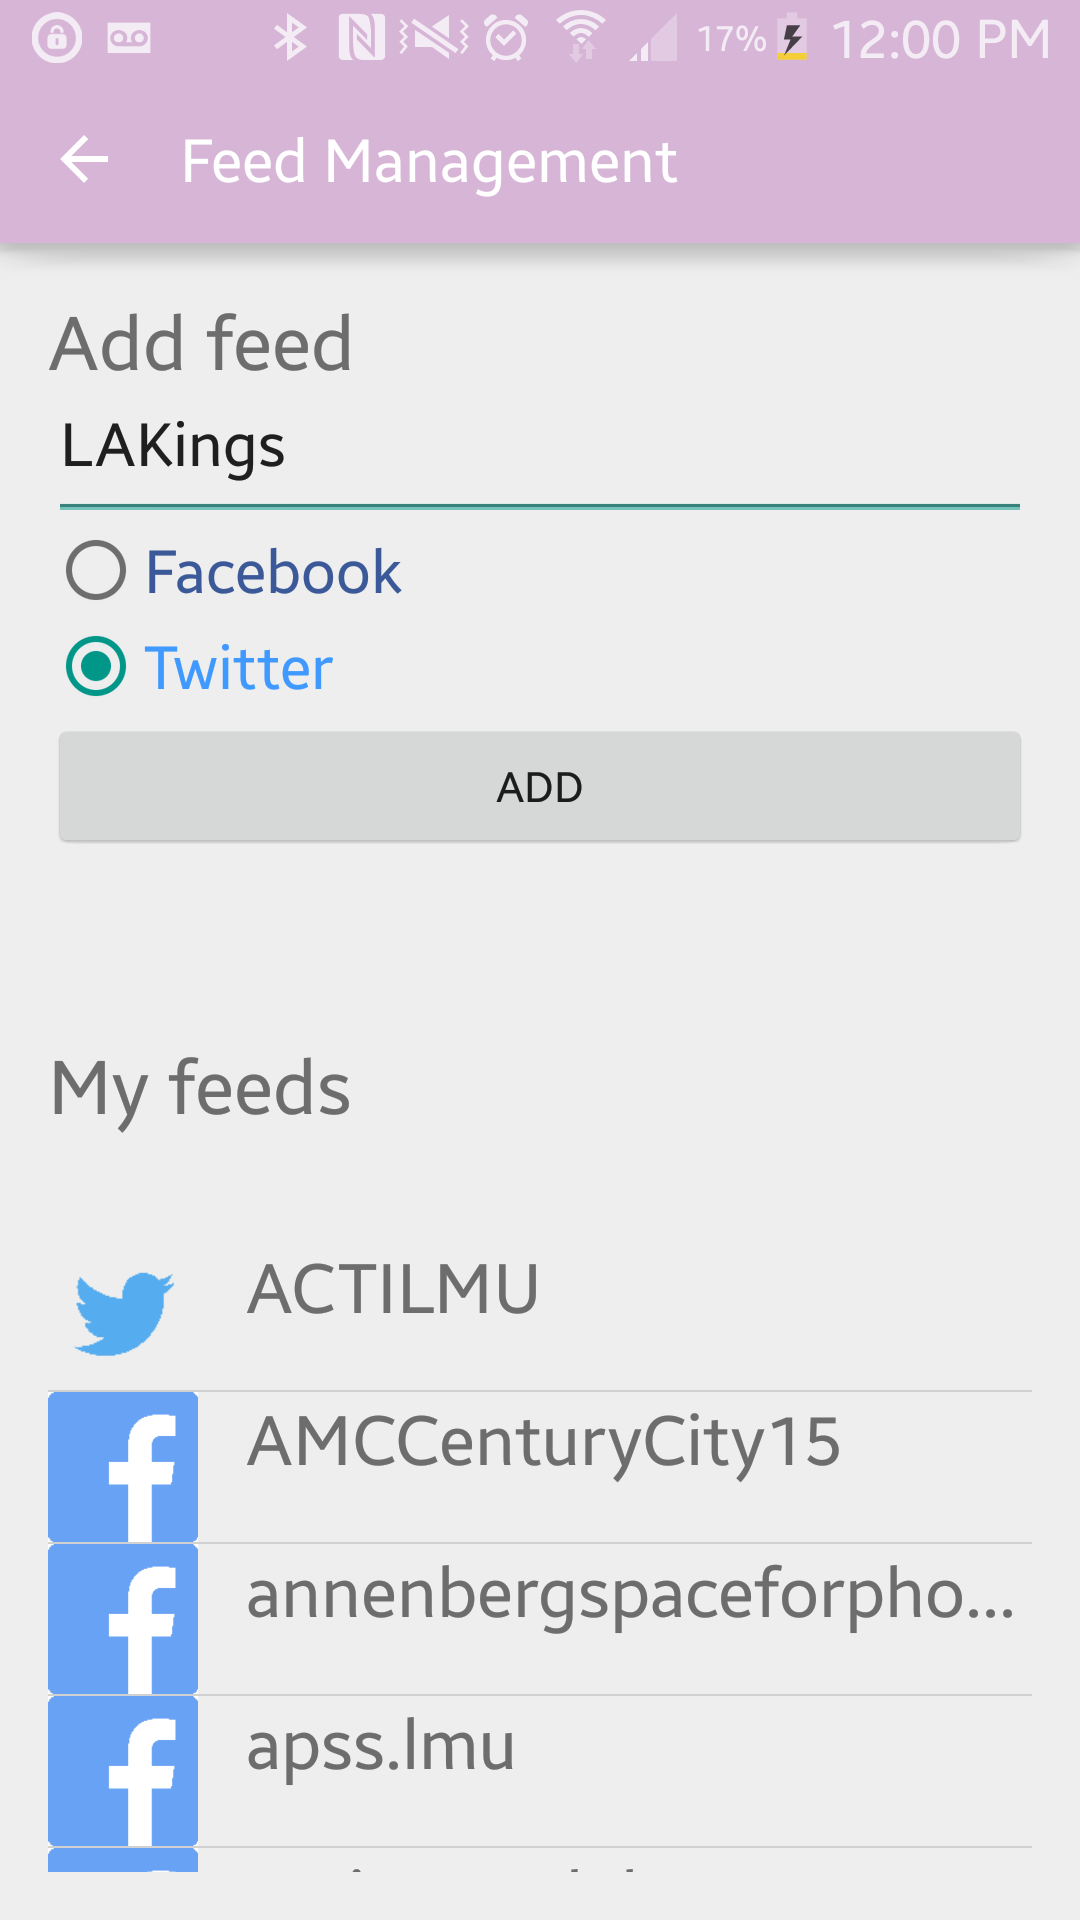 17% 12:00 PM
Feed Management
Add feed
LAKings
Facebook
Twitter
ADD
My feeds
ACTILMU
AMCCenturyCity15
annenbergspaceforpho...
apss.lmu